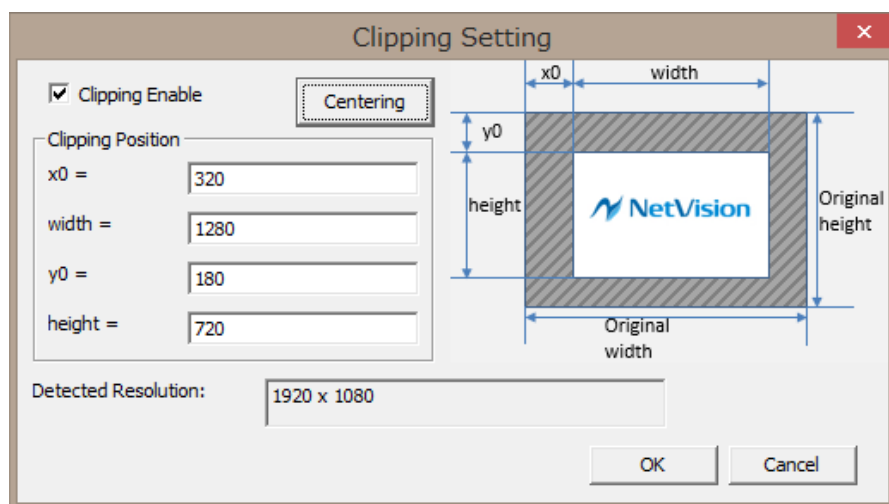 Clipping Setting
Clipping Enable
Centering
Clipping Position
x0 =
320
width =
1280
y0 =
180
height =
720
x0
width
y0
height
NetVision
Original
height
Original
width
Detected Resolution:
1920 x 1080
OK
Cancel